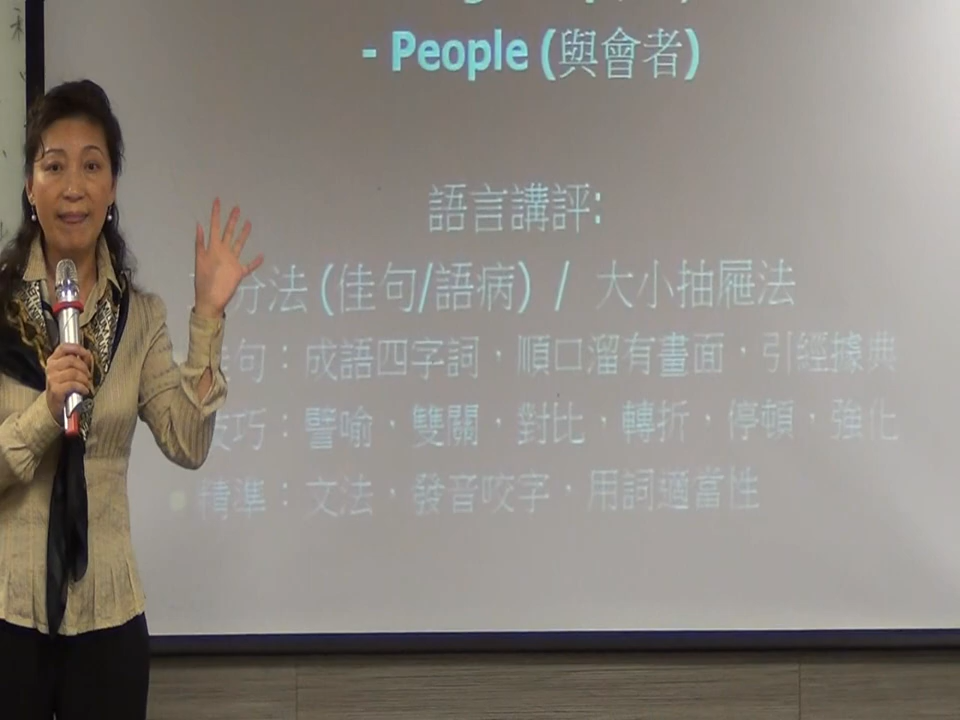 - People (與會者)
語言講評:
分法 (佳句/語病) / 大小抽屜法
佳句：成語四字詞，順口溜有畫面，引經據典
技巧：譬喻，雙關，對比，轉折，停頓，強化
精準：文法，發音咬字，用詞適當性